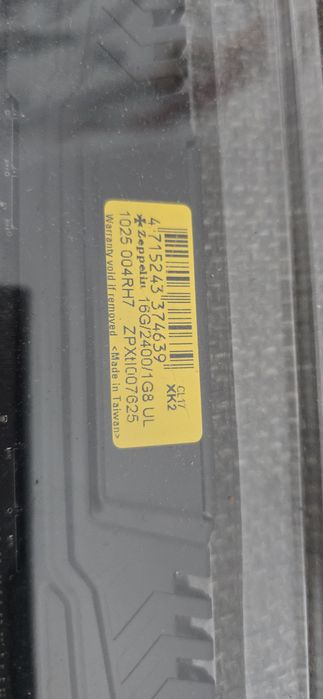 4 715243 374639
CL17
XK2
Zeppelin 16G/2400/1G8 UL
1025 004RH7 ZPXtl007625
Warranty void if removed <Made in Taiwan>